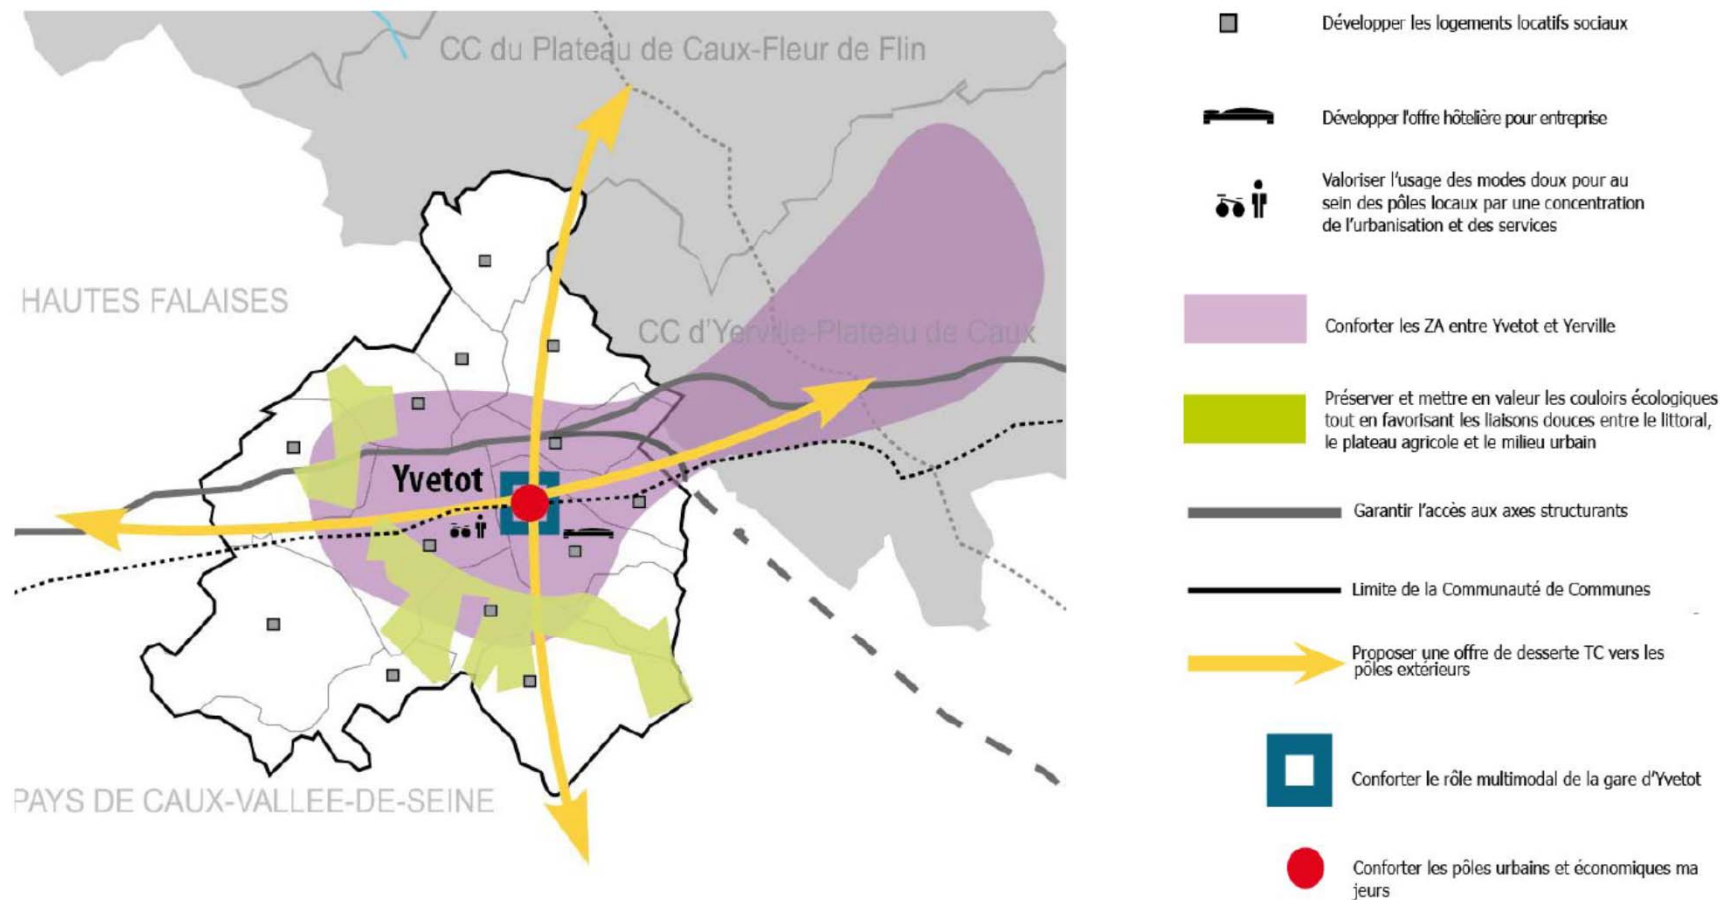 CC du Plateau de Caux-Fleur de Flin
HAUTES FALAISES
CC d'Yerville-Plateau de Caux
Yvetot
PAYS DE CAUX-VALLEE-DE-SEINE
Développer les logements locatifs sociaux
Développer l'offre hôtelière pour entreprise
Valoriser l'usage des modes doux pour au
sein des pôles locaux par une concentration
de l'urbanisation et des services
Conforter les ZA entre Yvetot et Yerville
Préserver et mettre en valeur les couloirs écologiques
tout en favorisant les liaisons douces entre le littoral,
le plateau agricole et le milieu urbain
Garantir l'accès aux axes structurants
Limite de la Communauté de Communes
Proposer une offre de desserte TC vers les
pôles extérieurs
Conforter le rôle multimodal de la gare d'Yvetot
Conforter les pôles urbains et économiques ma
jeurs